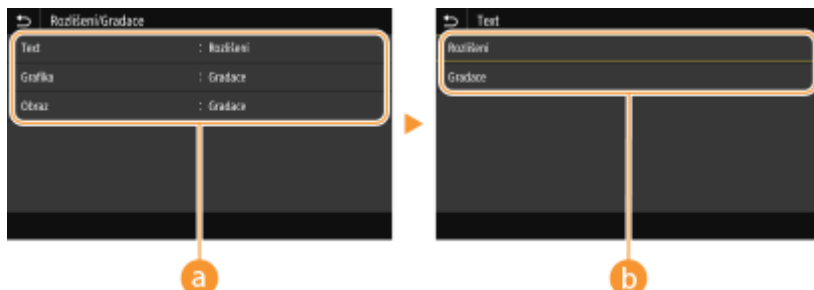 Rozlišení/Gradace
Text : Rozlišení
Grafika : Gradace
Obraz : Gradace
a
Text
Rozlišení
Gradace
b